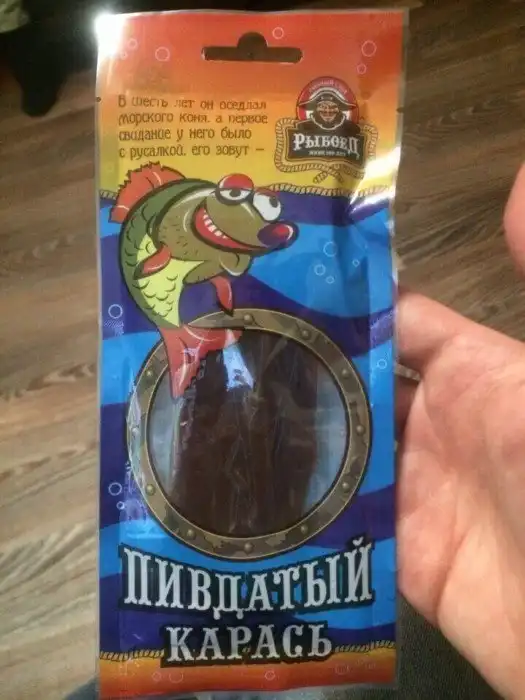 В шесть лет он оседлал
морского коня, а первое
свидание у него было
с русалкой, его зовут –
РЫБОЕД
ПИВДАТЫЙ
КАРАСЬ